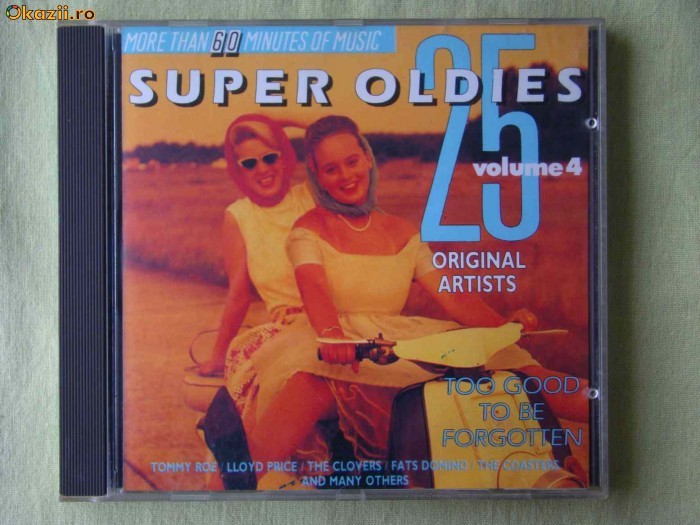 Okazii.ro
MORE THAN 60 MINUTES OF MUSIC
SUPER OLDIES
25
volume 4
ORIGINAL
ARTISTS
TOO GOOD
TO BE
FORGOTTEN
TOMMY ROE / LLOYD PRICE / THE CLOVERS / FATS DOMINO / THE COASTERS
AND MANY OTHERS